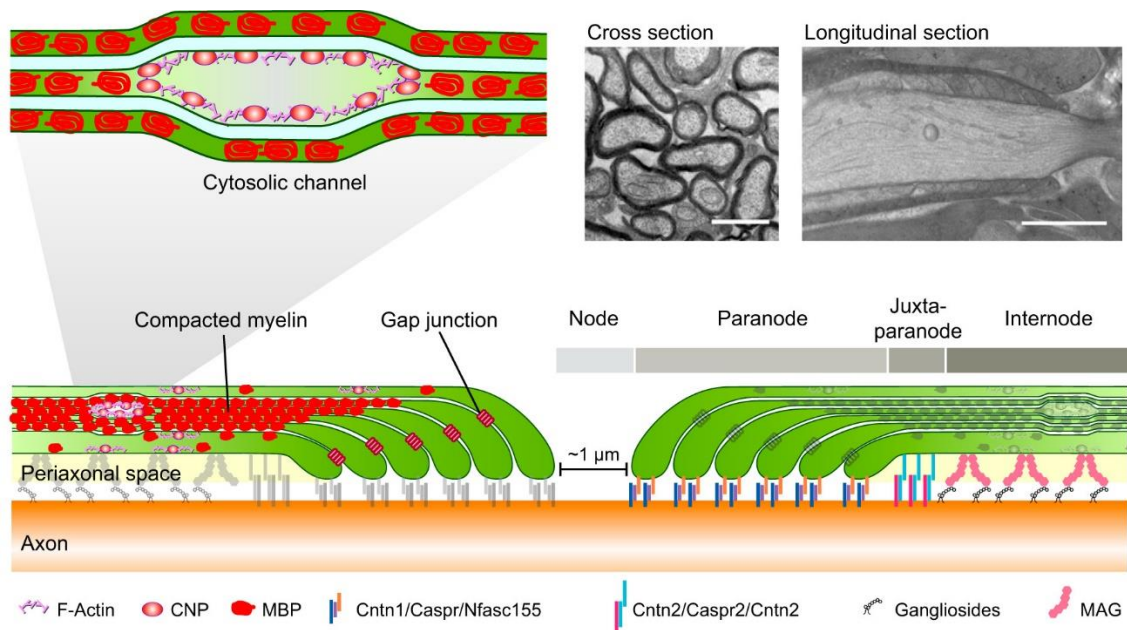 Cross section
Longitudinal section
Cytosolic channel
Compacted myelin
Gap junction
Node
Paranode
Juxta-
paranode
Internode
~1 µm
Periaxonal space
Axon
F-Actin
CNP
MBP
Cntn1/Caspr/Nfasc155
Cntn2/Caspr2/Cntn2
Gangliosides
MAG